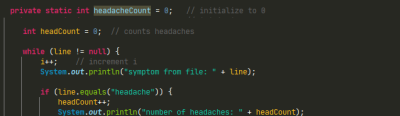 private static int headacheCount = 0;   // initialize to 0
int headCount = 0;  // counts headaches
while (line != null) {
i++;    // increment i
System.out.println("symptom from file: " + line);
if (line.equals("headache")) {
headCount++;
System.out.println("number of headaches: " + headCount);